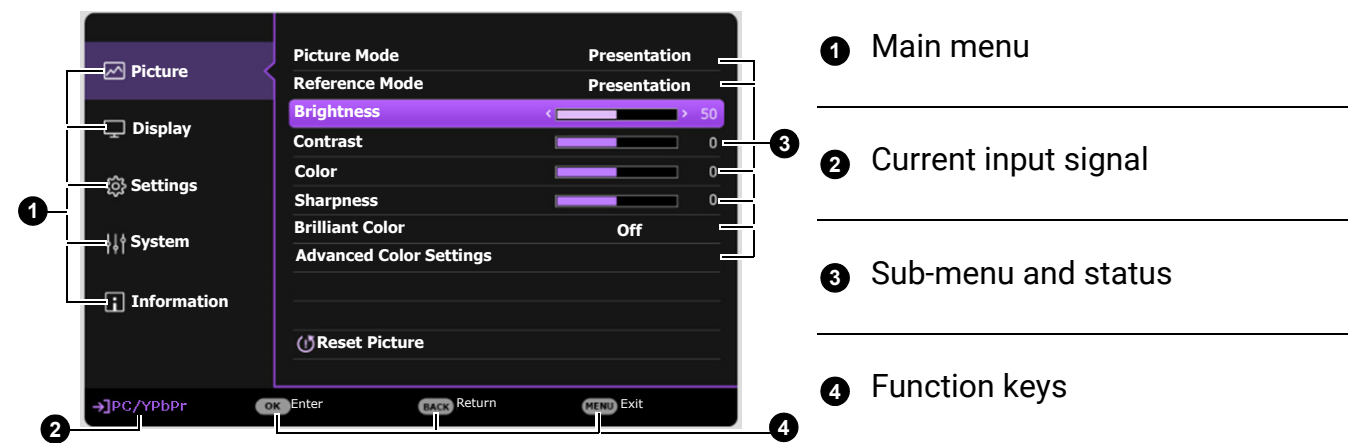 Picture
Display
Settings
System
Information
1
Picture Mode Presentation
Reference Mode Presentation
Brightness 50
Contrast 0
Color 0
Sharpness 0
Brilliant Color Off
Advanced Color Settings
Reset Picture
3
PC/YPbPr
OK Enter
BACK Return
MENU Exit
2
4
1 Main menu
2 Current input signal
3 Sub-menu and status
4 Function keys